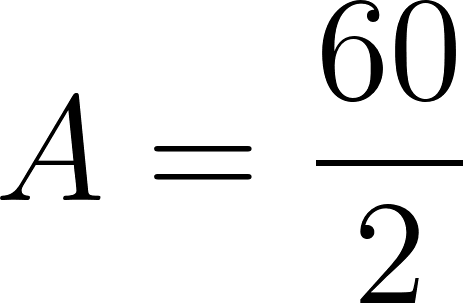 A = 60/2